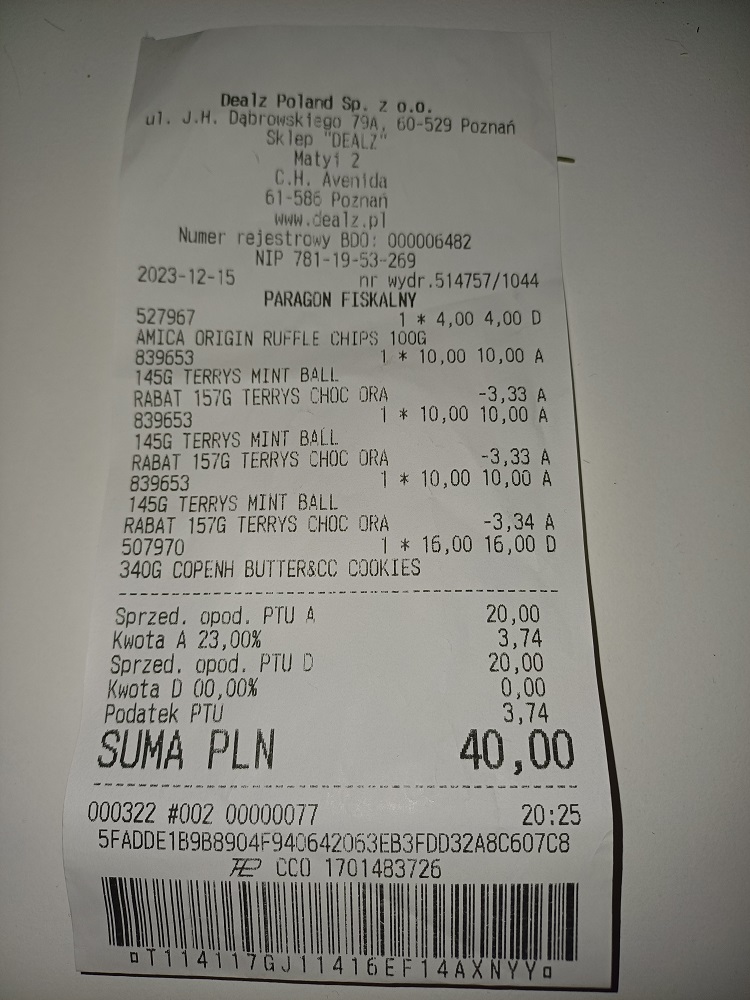 Dealz Poland Sp. z o.o.
ul. J.H. Dąbrowskiego 79A, 60-529 Poznań
Sklep "DEALZ"
Matyi 2
C.H. Avenida
61-586 Poznań
www.dealz.pl
Numer rejestrowy BDO: 000006482
NIP 781-19-53-269
2023-12-15 nr wydr.514757/1044
PARAGON FISKALNY
527967 1 * 4,00 4,00 D
AMICA ORIGIN RUFFLE CHIPS 100G
839653 1 * 10,00 10,00 A
145G TERRYS MINT BALL
RABAT 157G TERRYS CHOC ORA -3,33 A
839653 1 * 10,00 10,00 A
145G TERRYS MINT BALL
RABAT 157G TERRYS CHOC ORA -3,33 A
839653 1 * 10,00 10,00 A
145G TERRYS MINT BALL
RABAT 157G TERRYS CHOC ORA -3,34 A
507970 1 * 16,00 16,00 D
340G COPENH BUTTER&CC COOKIES
Sprzed. opod. PTU A 20,00
Kwota A 23,00% 3,74
Sprzed. opod. PTU D 20,00
Kwota D 00,00% 0,00
Podatek PTU 3,74
SUMA PLN 40,00
000322 #002 00000077 20:25
5FADDE1B9B8904F940642063EB3FDD32A8C607C8
CCO 1701483726
T114117GJ11416EF14AXNYY